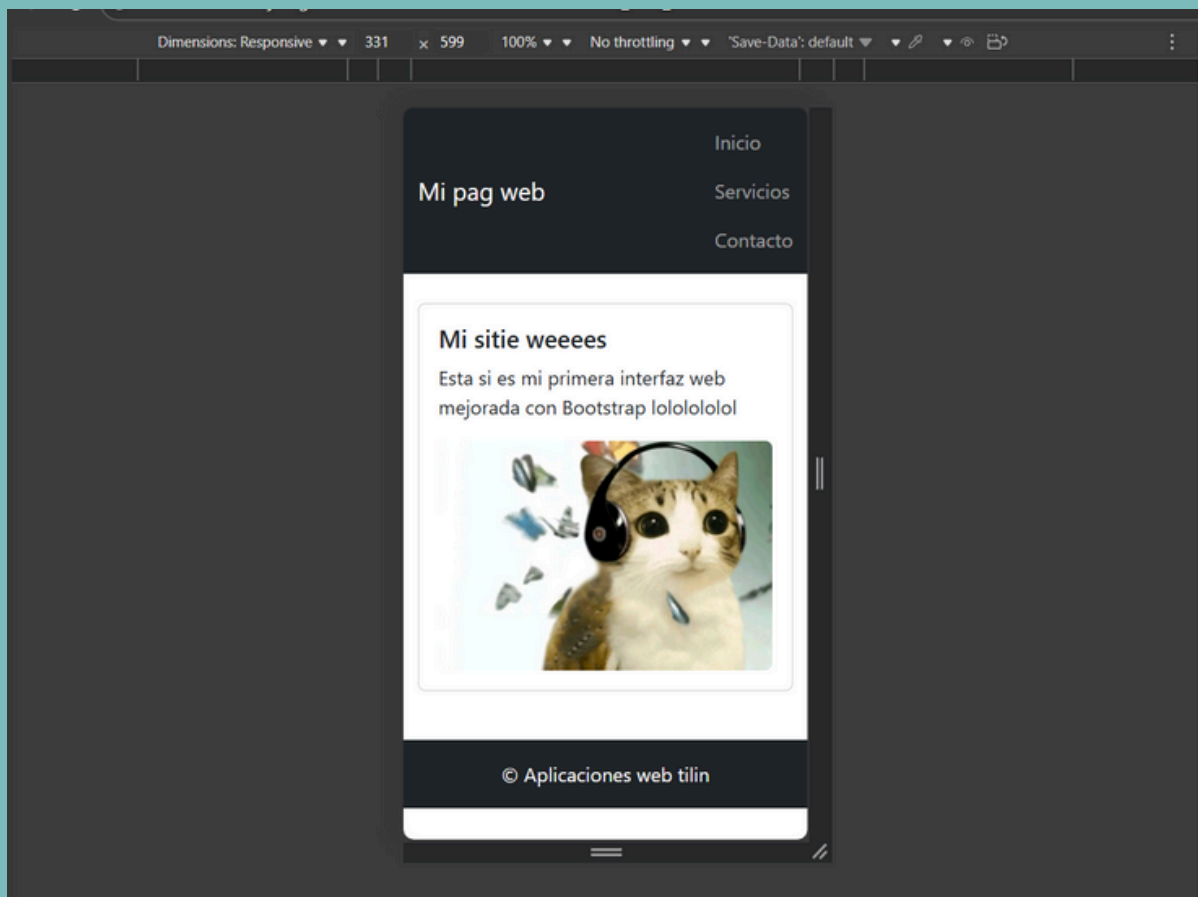 Dimensions: Responsive 331 × 599 100% No throttling 'Save-Data': default
Inicio
Mi pag web
Servicios
Contacto
Mi sitie weeees
Esta si es mi primera interfaz web
mejorada con Bootstrap lolololololol
© Aplicaciones web tilin